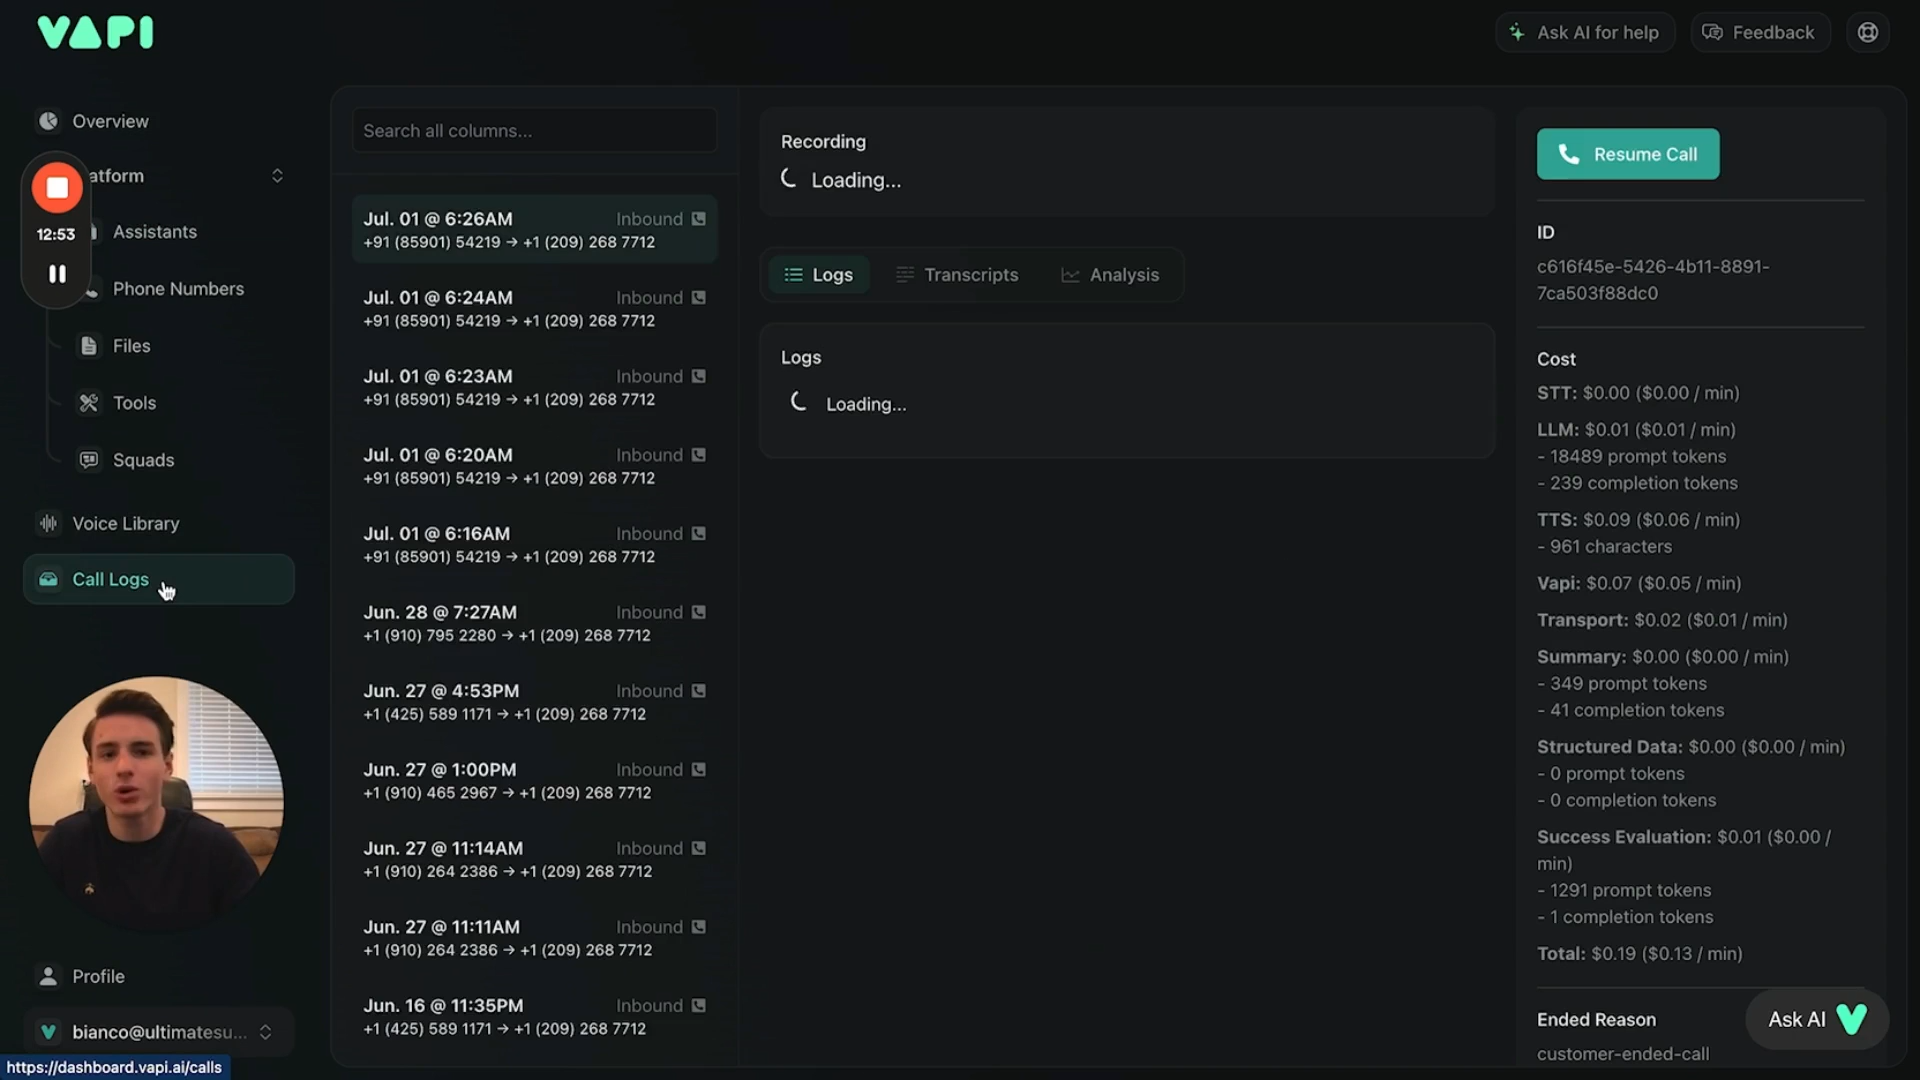 VAPI
Ask AI for help
Feedback
Overview
atform
12:53
Assistants
Phone Numbers
Files
Tools
Squads
Voice Library
Call Logs
Profile
bianco@ultimatesu...
https://dashboard.vapi.ai/calls
Search all columns...
Jul. 01 @ 6:26AM Inbound
+91 (85901) 54219 → +1 (209) 268 7712
Jul. 01 @ 6:24AM Inbound
+91 (85901) 54219 → +1 (209) 268 7712
Jul. 01 @ 6:23AM Inbound
+91 (85901) 54219 → +1 (209) 268 7712
Jul. 01 @ 6:20AM Inbound
+91 (85901) 54219 → +1 (209) 268 7712
Jul. 01 @ 6:16AM Inbound
+91 (85901) 54219 → +1 (209) 268 7712
Jun. 28 @ 7:27AM Inbound
+1 (910) 795 2280 → +1 (209) 268 7712
Jun. 27 @ 4:53PM Inbound
+1 (425) 589 1171 → +1 (209) 268 7712
Jun. 27 @ 1:00PM Inbound
+1 (910) 465 2967 → +1 (209) 268 7712
Jun. 27 @ 11:14AM Inbound
+1 (910) 264 2386 → +1 (209) 268 7712
Jun. 27 @ 11:11AM Inbound
+1 (910) 264 2386 → +1 (209) 268 7712
Jun. 16 @ 11:35PM Inbound
+1 (425) 589 1171 → +1 (209) 268 7712
Recording
Loading...
Logs Transcripts Analysis
Logs
Loading...
Resume Call
ID
c616f45e-5426-4b11-8891-
7ca503f88dc0
Cost
STT: $0.00 ($0.00 / min)
LLM: $0.01 ($0.01 / min)
- 18489 prompt tokens
- 239 completion tokens
TTS: $0.09 ($0.06 / min)
- 961 characters
Vapi: $0.07 ($0.05 / min)
Transport: $0.02 ($0.01 / min)
Summary: $0.00 ($0.00 / min)
- 349 prompt tokens
- 41 completion tokens
Structured Data: $0.00 ($0.00 / min)
- 0 prompt tokens
- 0 completion tokens
Success Evaluation: $0.01 ($0.00 /
min)
- 1291 prompt tokens
- 1 completion tokens
Total: $0.19 ($0.13 / min)
Ended Reason
customer-ended-call
Ask AI